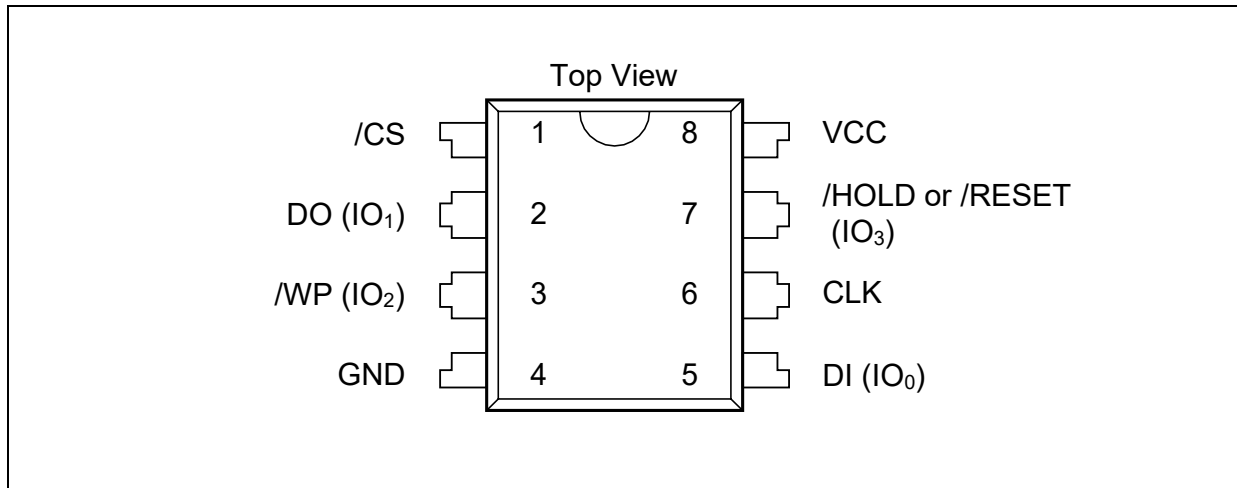 Top View
/CS 1 8 VCC
DO (IO₁) 2 7 /HOLD or /RESET
(IO₃)
/WP (IO₂) 3 6 CLK
GND 4 5 DI (IO₀)